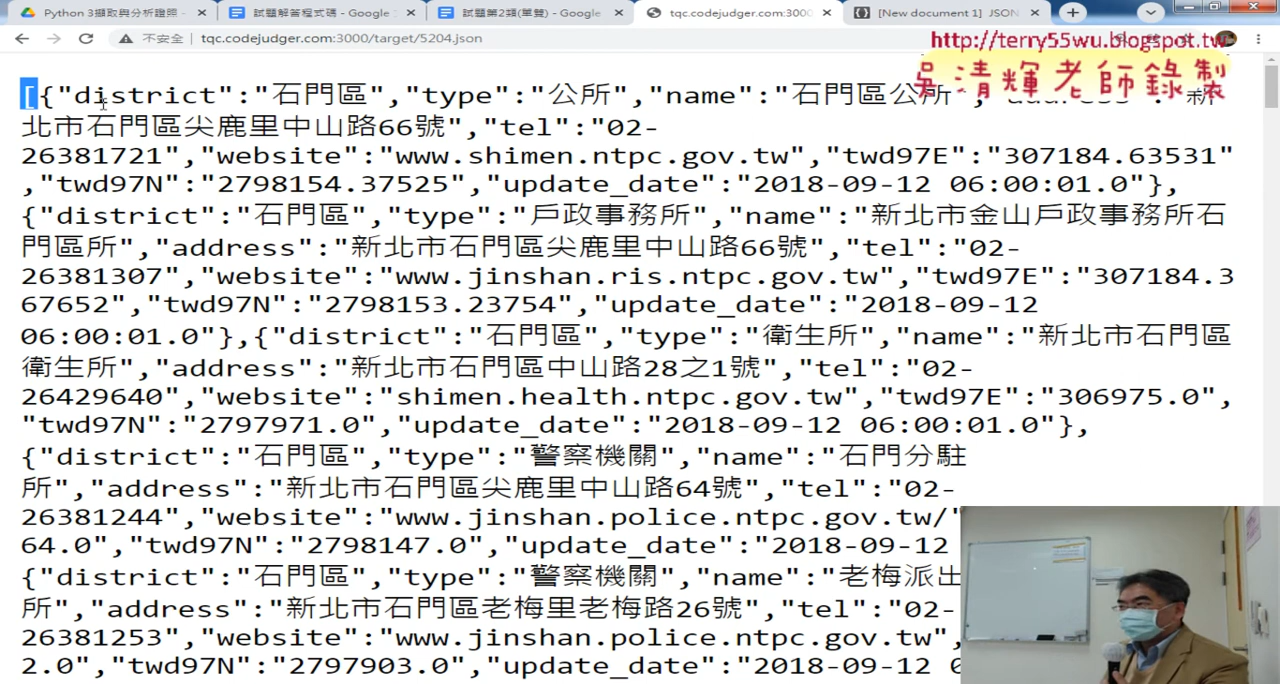 Python 3擷取與分析證照 -
試題解答程式碼 - Google
試題第2類(單雙) - Google
tqc.codejudger.com:3000
[New document 1] JSON
不安全 | tqc.codejudger.com:3000/target/5204.json
http://terry55wu.blogspot.tw
吳清輝老師錄製
[{"district":"石門區","type":"公所","name":"石門區公所","address":"新
北市石門區尖鹿里中山路66號","tel":"02-
26381721","website":"www.shimen.ntpc.gov.tw","twd97E":"307184.63531"
,"twd97N":"2798154.37525","update_date":"2018-09-12 06:00:01.0"},
{"district":"石門區","type":"戶政事務所","name":"新北市金山戶政事務所石
門區所","address":"新北市石門區尖鹿里中山路66號","tel":"02-
26381307","website":"www.jinshan.ris.ntpc.gov.tw","twd97E":"307184.3
67652","twd97N":"2798153.23754","update_date":"2018-09-12
06:00:01.0"},{"district":"石門區","type":"衛生所","name":"新北市石門區
衛生所","address":"新北市石門區中山路28之1號","tel":"02-
26429640","website":"shimen.health.ntpc.gov.tw","twd97E":"306975.0",
"twd97N":"2797971.0","update_date":"2018-09-12 06:00:01.0"},
{"district":"石門區","type":"警察機關","name":"石門分駐
所","address":"新北市石門區尖鹿里中山路64號","tel":"02-
26381244","website":"www.jinshan.police.ntpc.gov.tw/"
64.0","twd97N":"2798147.0","update_date":"2018-09-12
{"district":"石門區","type":"警察機關","name":"老梅派出
所","address":"新北市石門區老梅里老梅路26號","tel":"02-
26381253","website":"www.jinshan.police.ntpc.gov.tw",
2.0","twd97N":"2797903.0","update_date":"2018-09-12 0